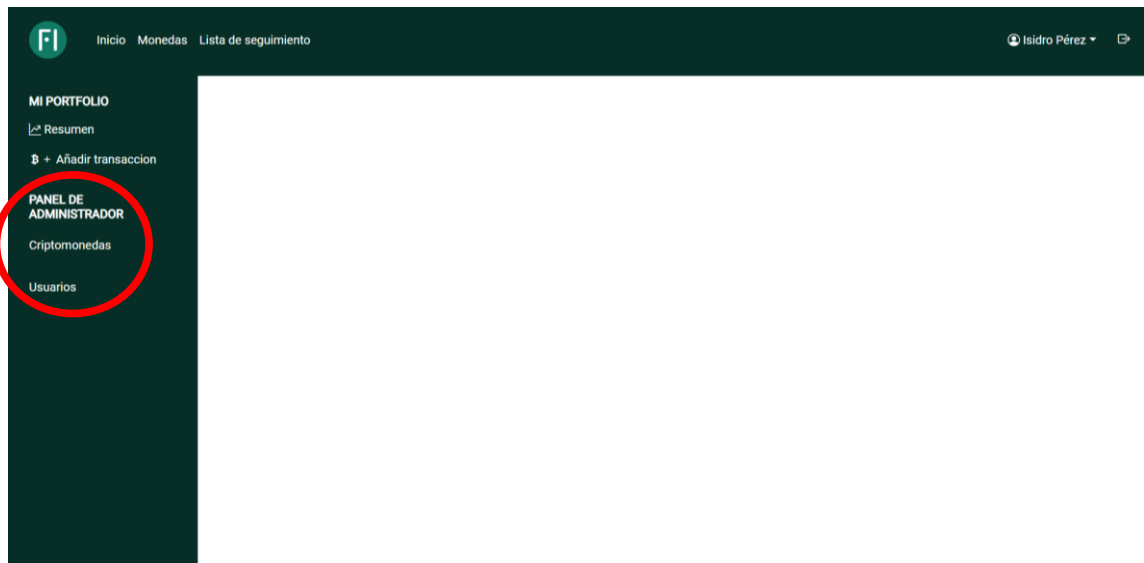 FI
Inicio Monedas Lista de seguimiento
Isidro Pérez
MI PORTFOLIO
Resumen
+ Añadir transaccion
PANEL DE
ADMINISTRADOR
Criptomonedas
Usuarios